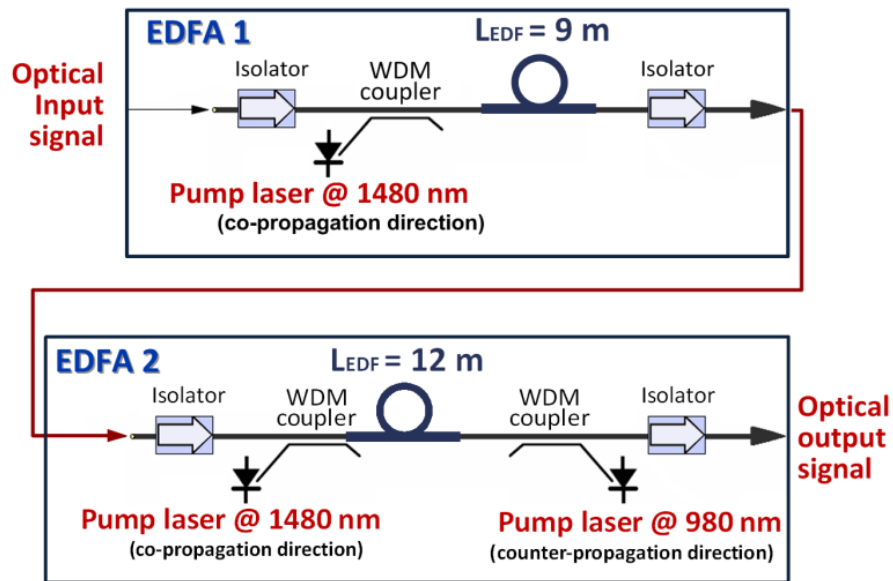 EDFA 1
LEDF = 9 m
Optical
Input
signal
Isolator
WDM
coupler
Isolator
Pump laser @ 1480 nm
(co-propagation direction)
EDFA 2
LEDF = 12 m
Isolator
WDM
coupler
WDM
coupler
Isolator
Optical
output
signal
Pump laser @ 1480 nm
(co-propagation direction)
Pump laser @ 980 nm
(counter-propagation direction)